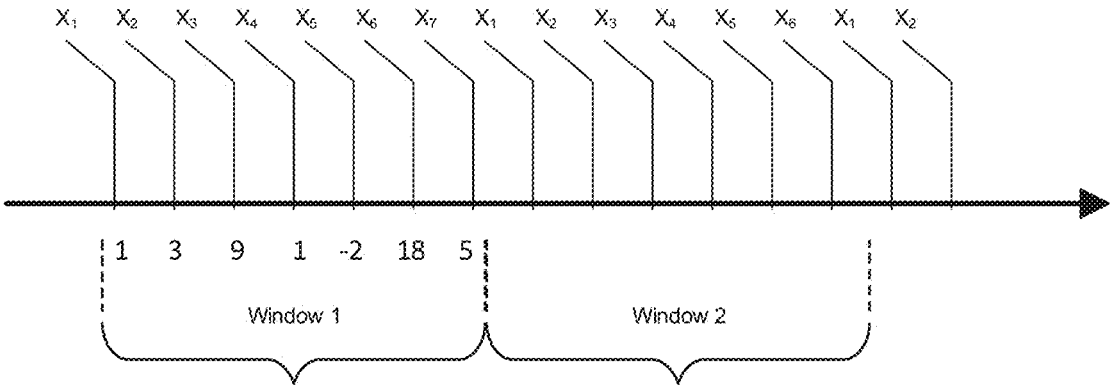 X₁ X₂ X₃ X₄ X₅ X₆ X₇ X₁ X₂ X₃ X₄ X₅ X₆ X₁ X₂
1 3 9 1 -2 18 5
Window 1 Window 2